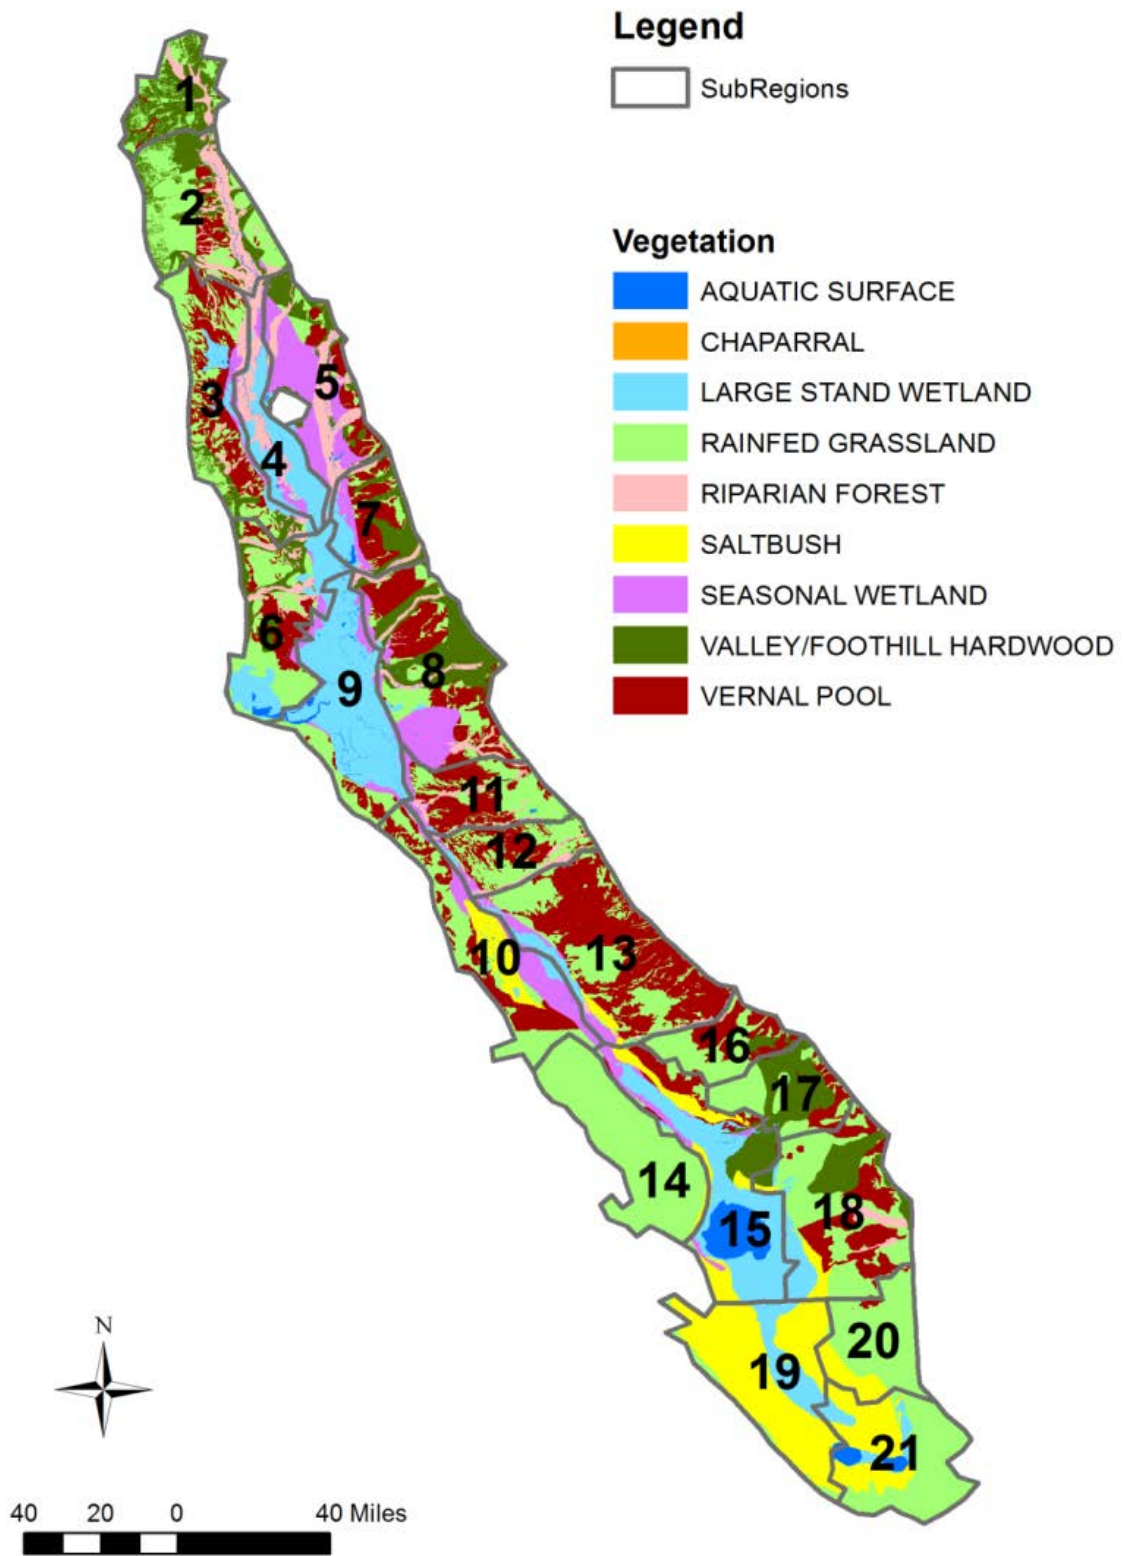 Legend
SubRegions
Vegetation
AQUATIC SURFACE
CHAPARRAL
LARGE STAND WETLAND
RAINFED GRASSLAND
RIPARIAN FOREST
SALTBUSH
SEASONAL WETLAND
VALLEY/FOOTHILL HARDWOOD
VERNAL POOL
1
2
3
5
4
7
6
8
9
11
12
10
13
16
17
14
18
15
20
19
21
N
40 20 0 40 Miles